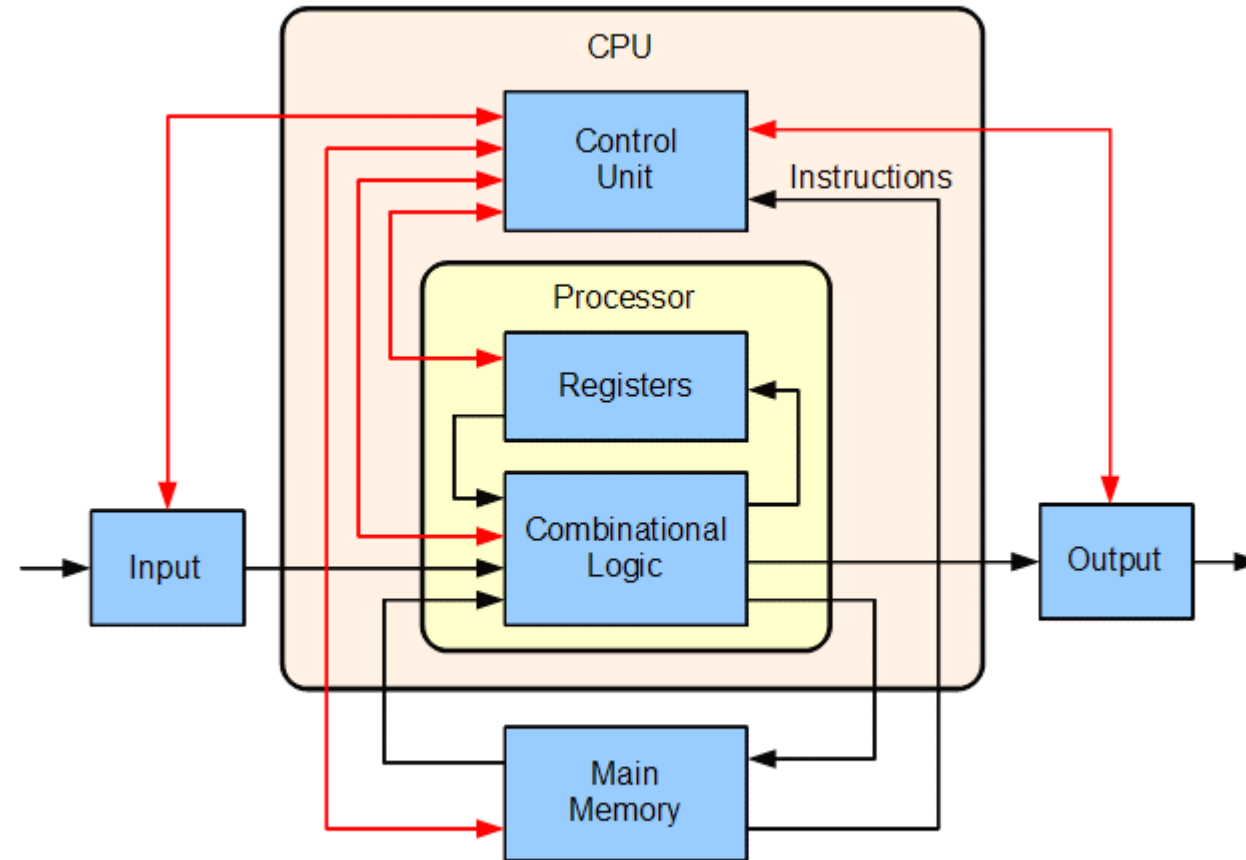 CPU
Control
Unit
Instructions
Processor
Registers
Combinational
Logic
Input
Output
Main
Memory